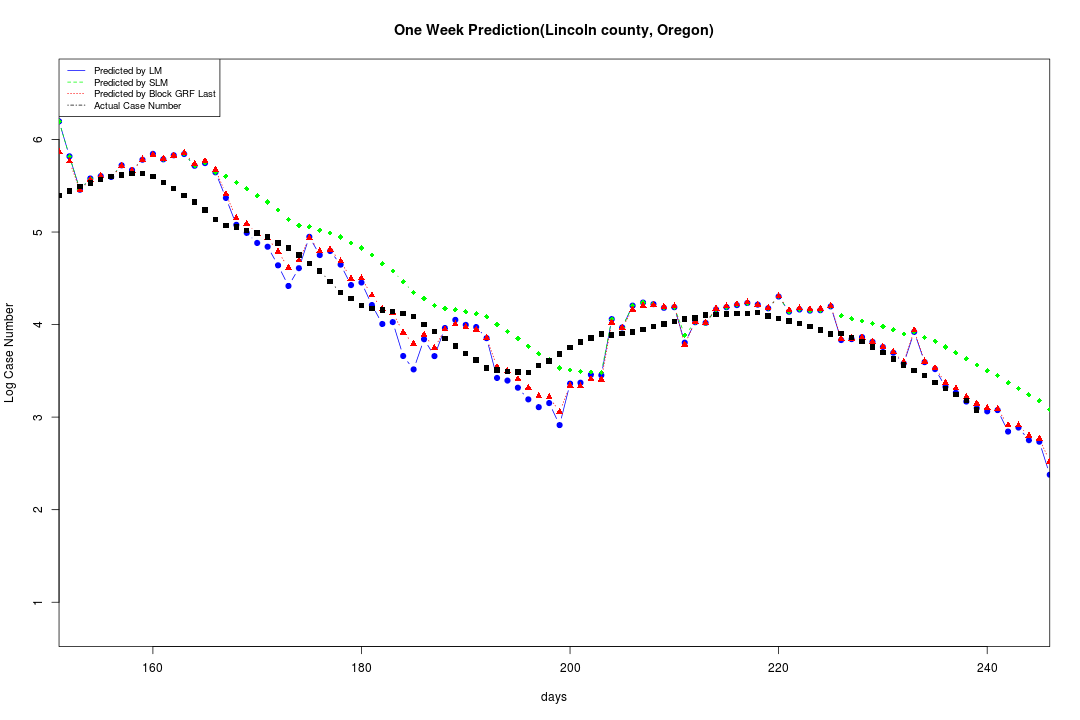 One Week Prediction(Lincoln county, Oregon)
Predicted by LM
Predicted by SLM
Predicted by Block GRF Last
Actual Case Number
Log Case Number
6
5
4
3
2
1
160 180 200 220 240
days